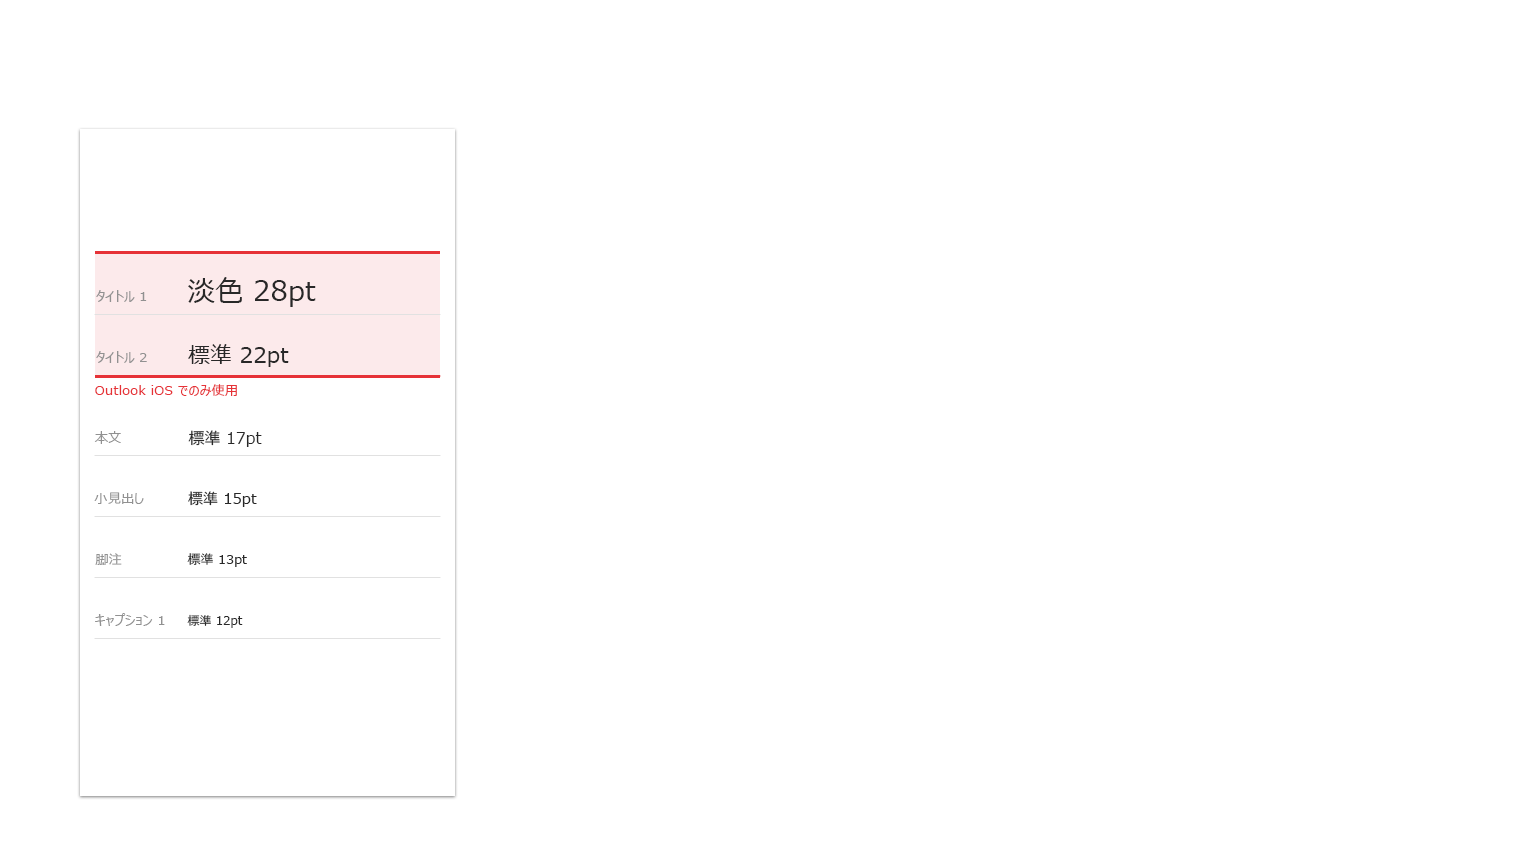 タイトル 1 淡色 28pt
タイトル 2 標準 22pt
Outlook iOS でのみ使用
本文 標準 17pt
小見出し 標準 15pt
脚注 標準 13pt
キャプション 1 標準 12pt